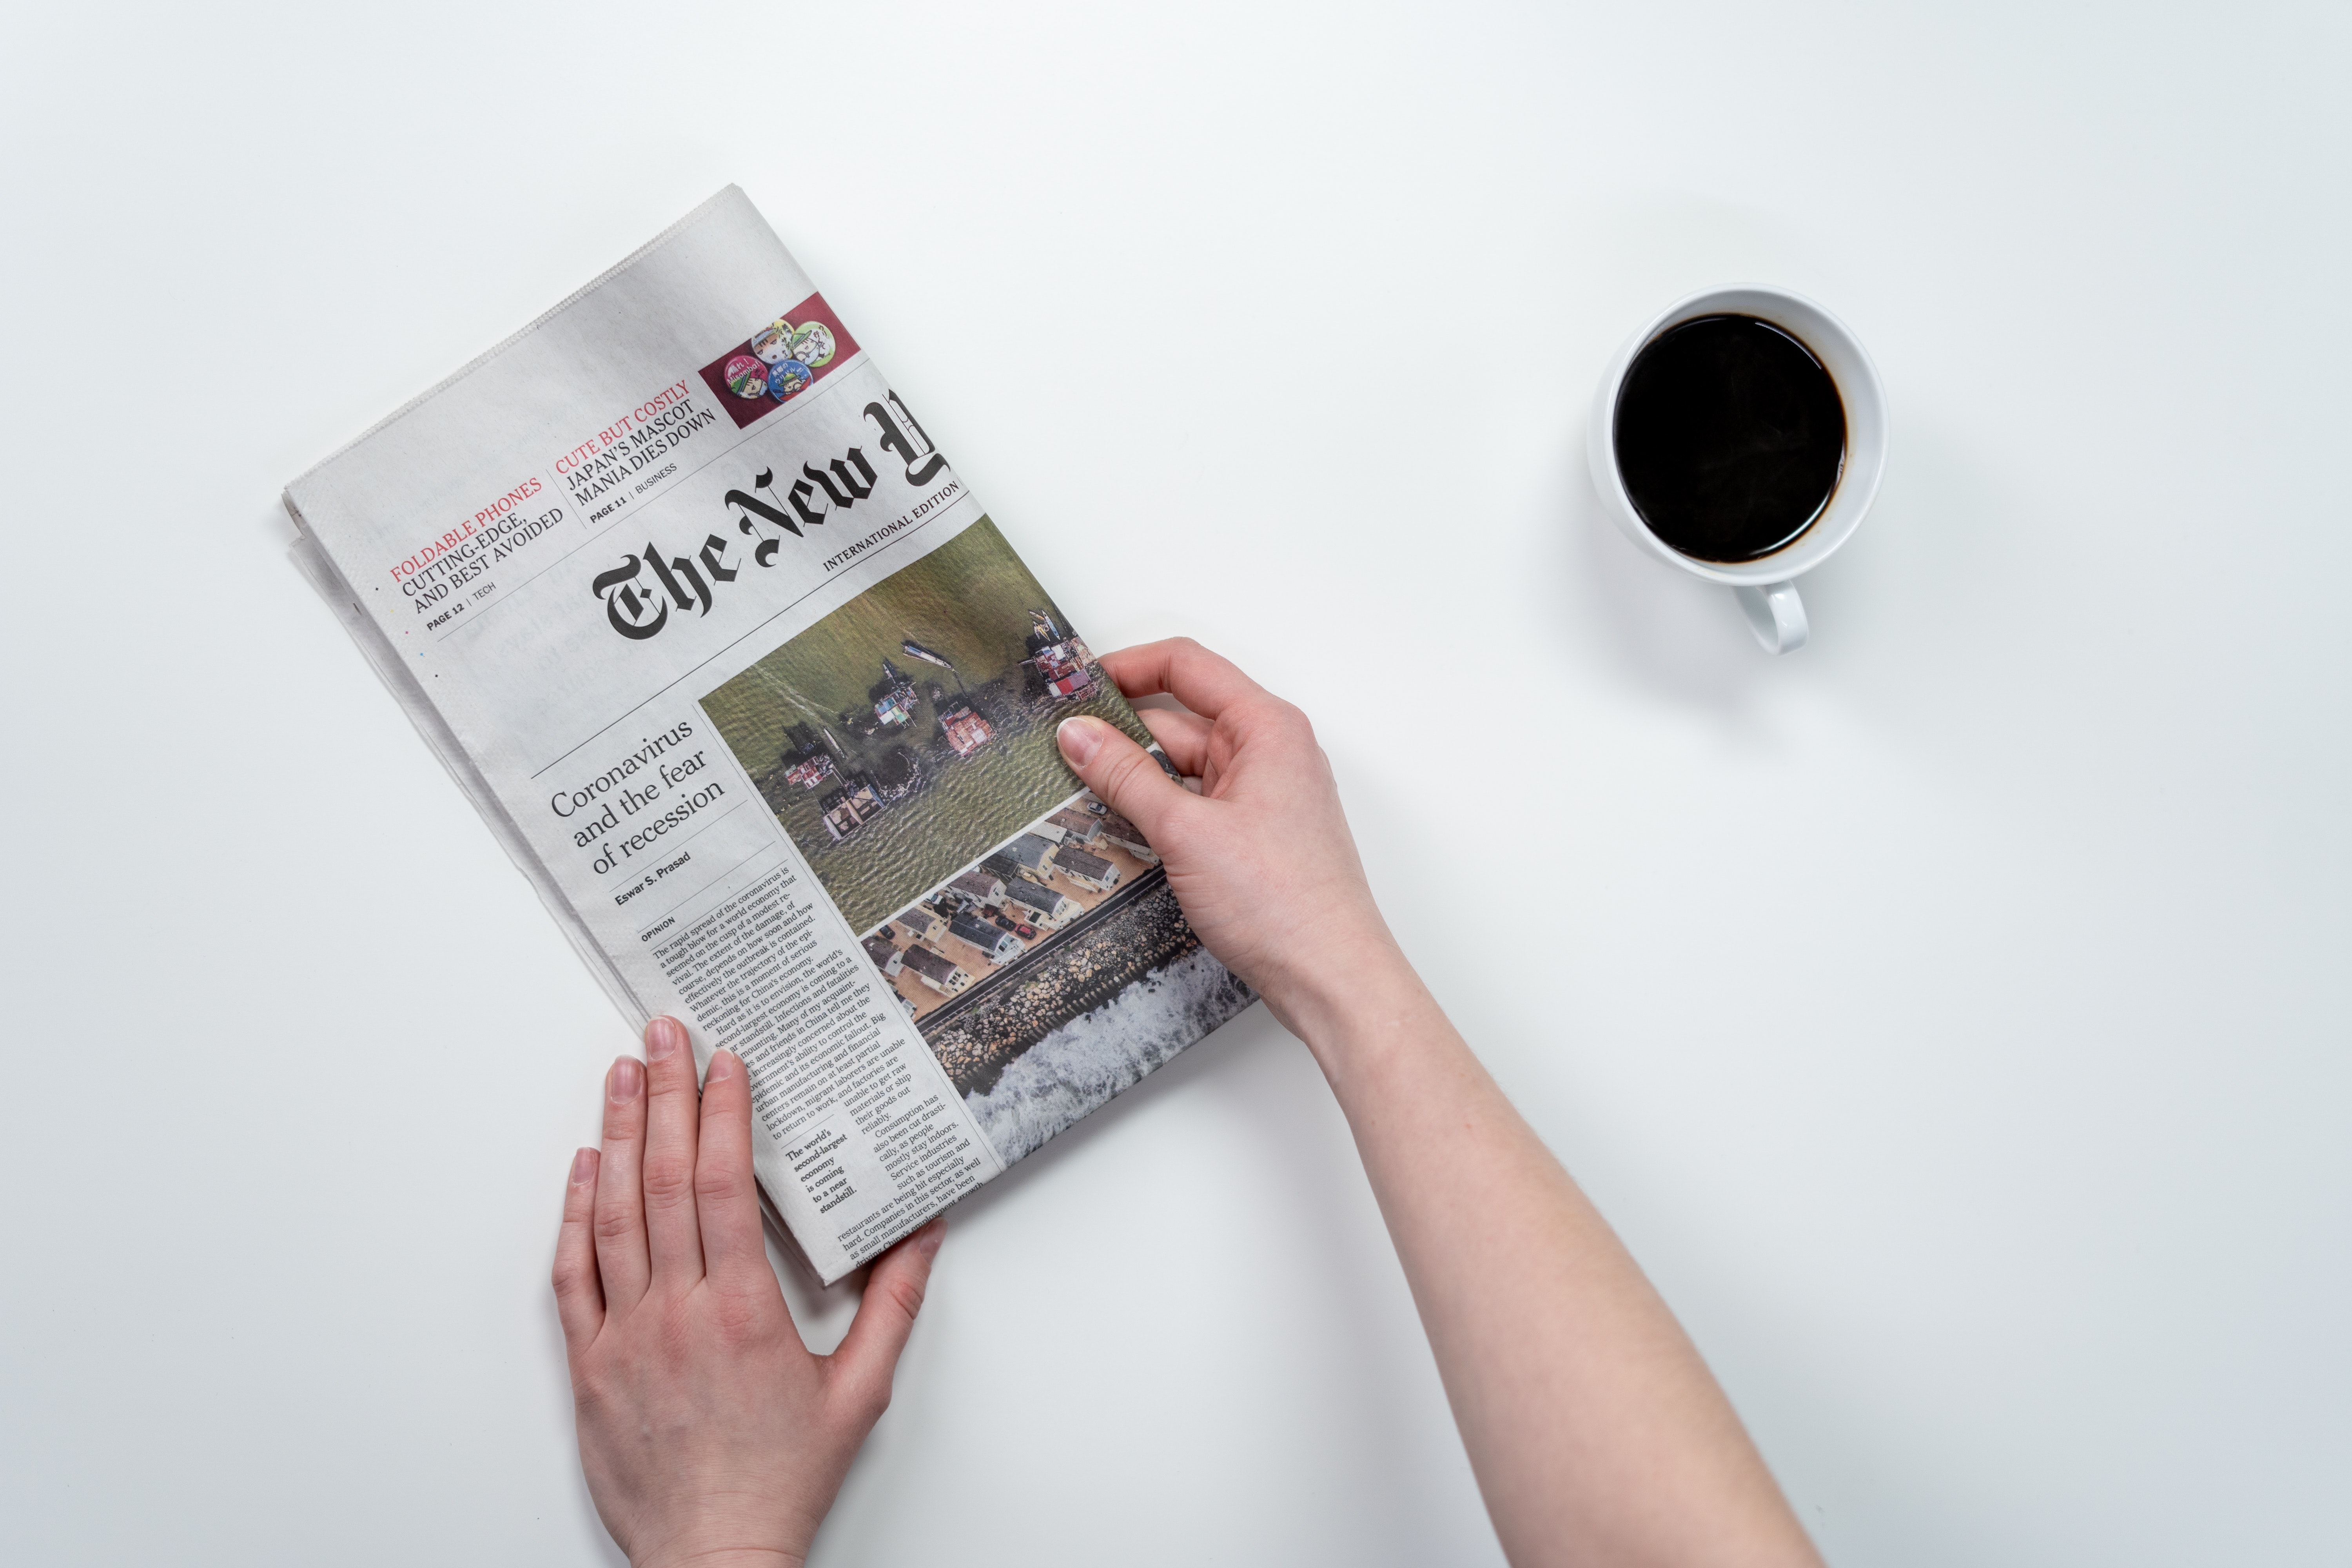 FOLDABLE PHONES
CUTTING-EDGE,
AND BEST AVOIDED
PAGE 12 | TECH
CUTE BUT COSTLY
JAPAN'S MASCOT
MANIA DIES DOWN
PAGE 11 | BUSINESS
The New Y
INTERNATIONAL EDITION
Coronavirus
and the fear
of recession
Eswar S. Prasad
OPINION
The rapid spread of the coronavirus is
a tough blow for a world economy that
seemed on the cusp of a modest re-
vival. The extent of the damage, of
course, depends on how soon and how
effectively the outbreak is contained.
Whatever the trajectory of the epi-
demic, this is a moment of serious
reckoning for China's economy.
Hard as it is to envision, the world's
second-largest economy is coming to a
ar standstill. Infections and fatalities
mounting. Many of my acquaint-
es and friends in China tell me they
increasingly concerned about the
overnment's ability to control the
epidemic and its economic fallout. Big
urban manufacturing and financial
centers remain on at least partial
lockdown, migrant laborers are unable
to return to work, and factories are
unable to get raw
materials or ship
their goods out
reliably.
Consumption has
also been cut drasti-
cally, as people
mostly stay indoors.
Service industries
such as tourism and
The world's
second-largest
economy
is coming
to a near
standstill.
restaurants are being hit especially
hard. Companies in this sector, as well
as small manufacturers, have been
driving China's employment growth,